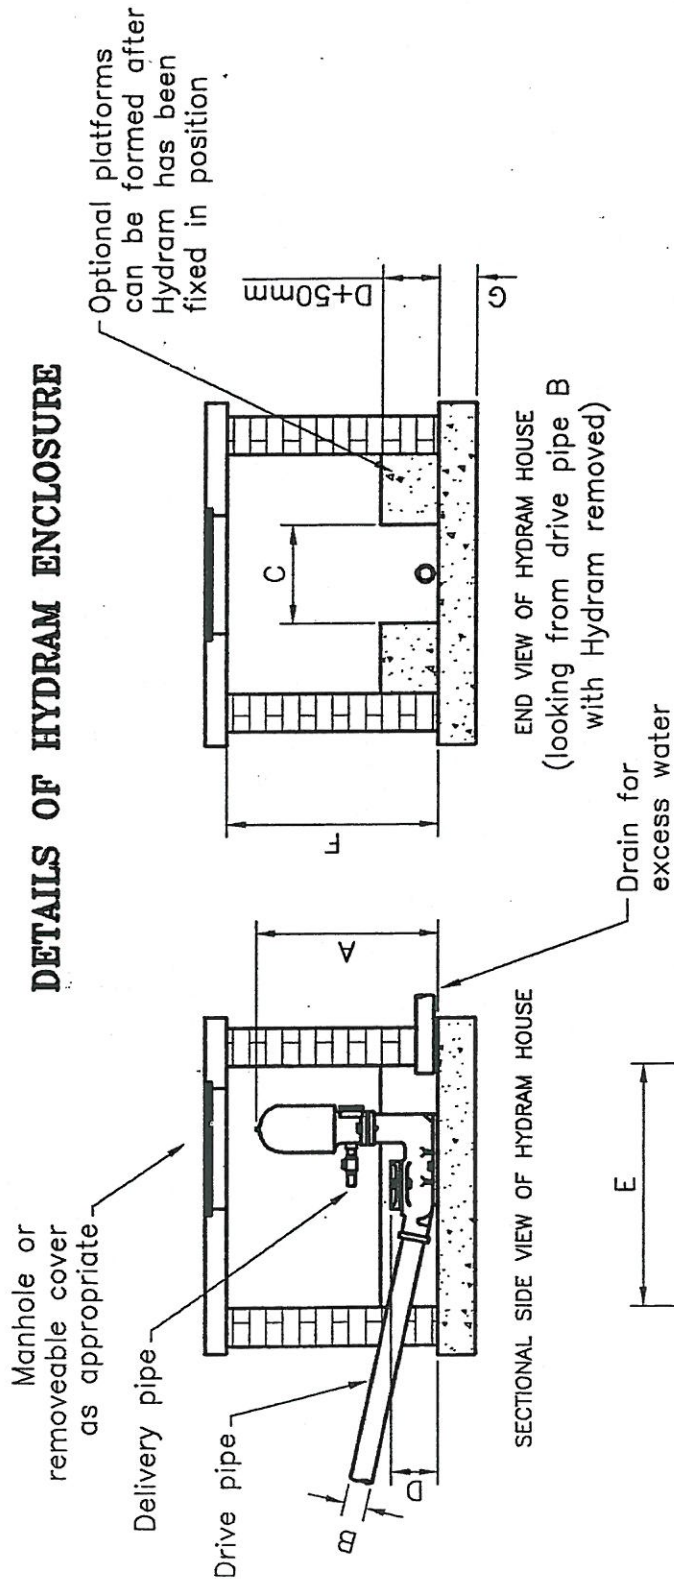 DETAILS OF HYDRAM ENCLOSURE
Manhole or
removeable cover
as appropriate
Delivery pipe
Drive pipe
B
D
A
E
SECTIONAL SIDE VIEW OF HYDRAM HOUSE
Drain for
excess water
Optional platforms
can be formed after
Hydram has been
fixed in position
F
C
D+50mm
G
END VIEW OF HYDRAM HOUSE
(looking from drive pipe B
with Hydram removed)